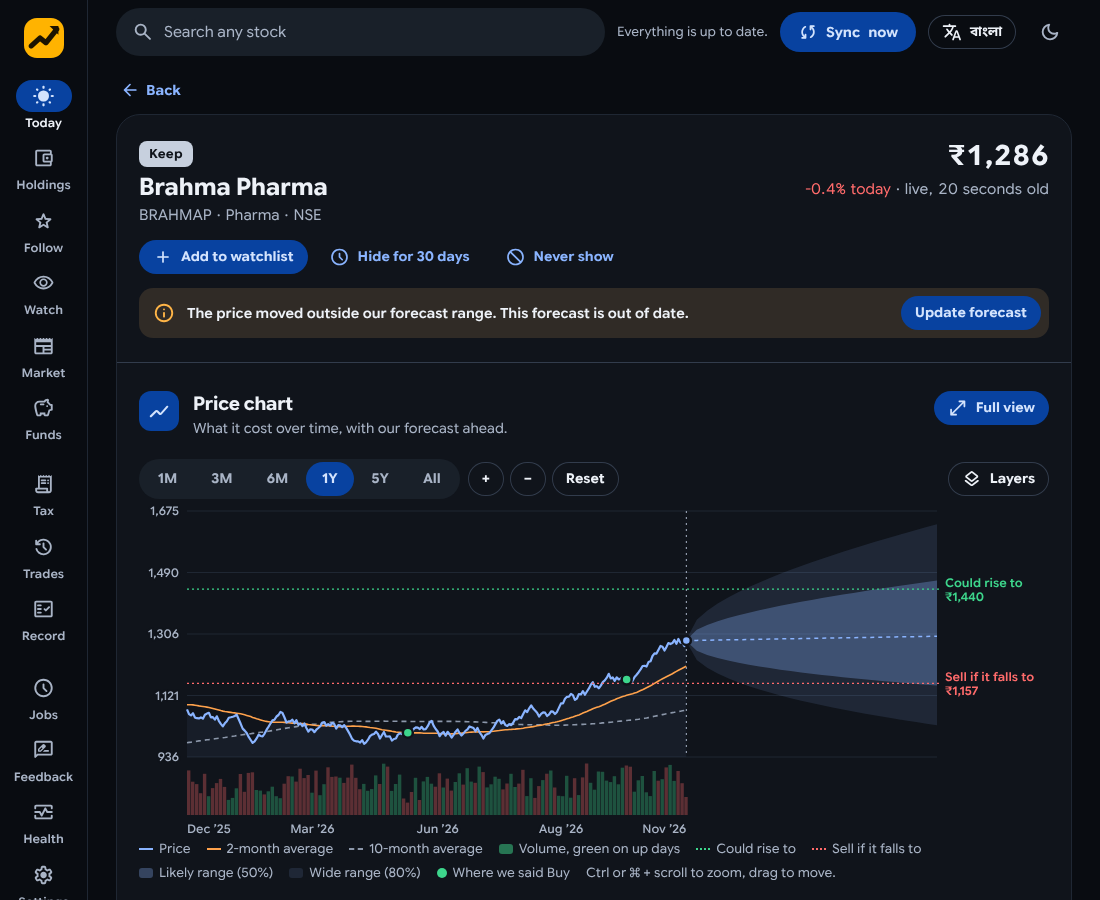 Search any stock
Everything is up to date.
Sync now
বাংলা
Today
Holdings
Follow
Watch
Market
Funds
Tax
Trades
Record
Jobs
Feedback
Health
Back
Keep
Brahma Pharma
BRAHMAP · Pharma · NSE
₹1,286
-0.4% today · live, 20 seconds old
Add to watchlist
Hide for 30 days
Never show
The price moved outside our forecast range. This forecast is out of date.
Update forecast
Price chart
What it cost over time, with our forecast ahead.
Full view
1M 3M 6M 1Y 5Y All + − Reset
Layers
1,675
1,490
1,306
1,121
936
Could rise to
₹1,440
Sell if it falls to
₹1,157
Dec ’25 Mar ’26 Jun ’26 Aug ’26 Nov ’26
Price 2-month average 10-month average Volume, green on up days Could rise to Sell if it falls to
Likely range (50%) Wide range (80%) Where we said Buy Ctrl or ⌘ + scroll to zoom, drag to move.